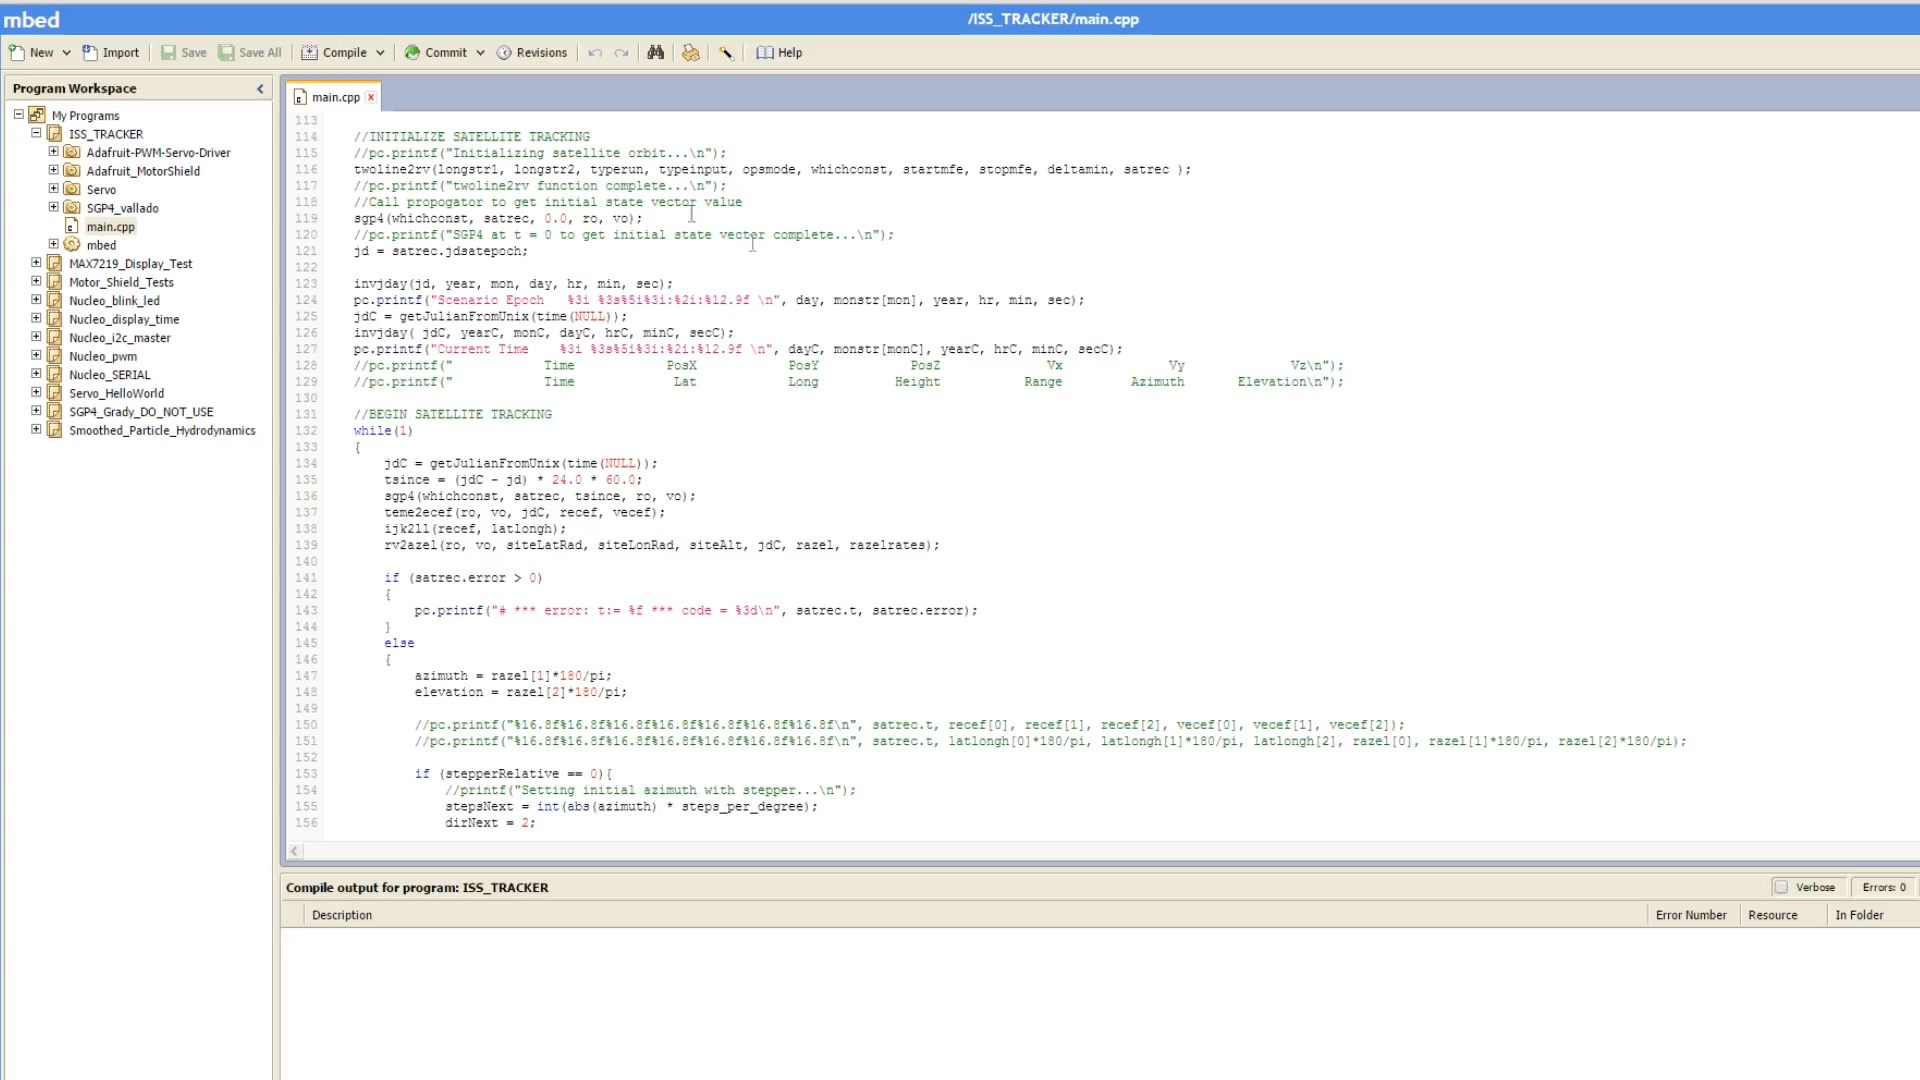 mbed
/ISS_TRACKER/main.cpp
New Import Save Save All Compile Commit Revisions Help
Program Workspace
My Programs
ISS_TRACKER
Adafruit-PWM-Servo-Driver
Adafruit_MotorShield
Servo
SGP4_vallado
main.cpp
mbed
MAX7219_Display_Test
Motor_Shield_Tests
Nucleo_blink_led
Nucleo_display_time
Nucleo_i2c_master
Nucleo_pwm
Nucleo_SERIAL
Servo_HelloWorld
SGP4_Grady_DO_NOT_USE
Smoothed_Particle_Hydrodynamics
main.cpp x
113
114 //INITIALIZE SATELLITE TRACKING
115 //pc.printf("Initializing satellite orbit...\n");
116 twoline2rv(longstr1, longstr2, typerun, typeinput, opsmode, whichconst, startmfe, stopmfe, deltamin, satrec );
117 //pc.printf("twoline2rv function complete...\n");
118 //Call propogator to get initial state vector value
119 sgp4(whichconst, satrec, 0.0, ro, vo);
120 //pc.printf("SGP4 at t = 0 to get initial state vector complete...\n");
121 jd = satrec.jdsatepoch;
122
123 invjday(jd, year, mon, day, hr, min, sec);
124 pc.printf("Scenario Epoch   %3i %3s%5i%3i:%2i:%12.9f \n", day, monstr[mon], year, hr, min, sec);
125 jdC = getJulianFromUnix(time(NULL));
126 invjday( jdC, yearC, monC, dayC, hrC, minC, secC);
127 pc.printf("Current Time    %3i %3s%5i%3i:%2i:%12.9f \n", dayC, monstr[monC], yearC, hrC, minC, secC);
128 //pc.printf("            Time            PosX            PosY            PosZ              Vx              Vy              Vz\n");
129 //pc.printf("            Time             Lat            Long          Height           Range         Azimuth       Elevation\n");
130
131 //BEGIN SATELLITE TRACKING
132 while(1)
133 {
134 jdC = getJulianFromUnix(time(NULL));
135 tsince = (jdC - jd) * 24.0 * 60.0;
136 sgp4(whichconst, satrec, tsince, ro, vo);
137 teme2ecef(ro, vo, jdC, recef, vecef);
138 ijk2ll(recef, latlongh);
139 rv2azel(ro, vo, siteLatRad, siteLonRad, siteAlt, jdC, razel, razelrates);
140
141 if (satrec.error > 0)
142 {
143 pc.printf("# *** error: t:= %f *** code = %3d\n", satrec.t, satrec.error);
144 }
145 else
146 {
147 azimuth = razel[1]*180/pi;
148 elevation = razel[2]*180/pi;
149
150 //pc.printf("%16.8f%16.8f%16.8f%16.8f%16.8f%16.8f%16.8f\n", satrec.t, recef[0], recef[1], recef[2], vecef[0], vecef[1], vecef[2]);
151 //pc.printf("%16.8f%16.8f%16.8f%16.8f%16.8f%16.8f%16.8f\n", satrec.t, latlongh[0]*180/pi, latlongh[1]*180/pi, latlongh[2], razel[0], razel[1]*180/pi, razel[2]*180/pi);
152
153 if (stepperRelative == 0){
154 //printf("Setting initial azimuth with stepper...\n");
155 stepsNext = int(abs(azimuth) * steps_per_degree);
156 dirNext = 2;
Compile output for program: ISS_TRACKER
Verbose Errors: 0
Description Error Number Resource In Folder